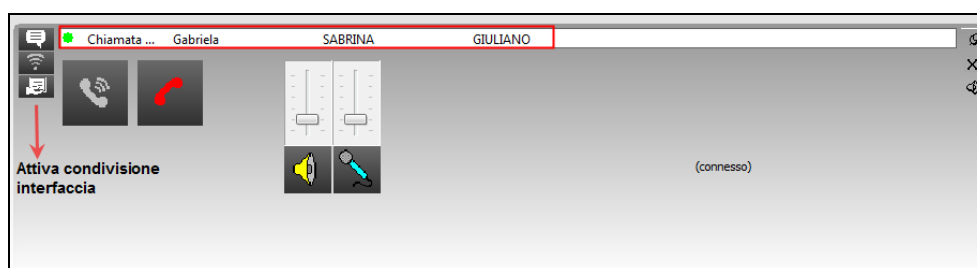 Chiamata ... Gabriela SABRINA GIULIANO
Attiva condivisione
interfaccia
(connesso)